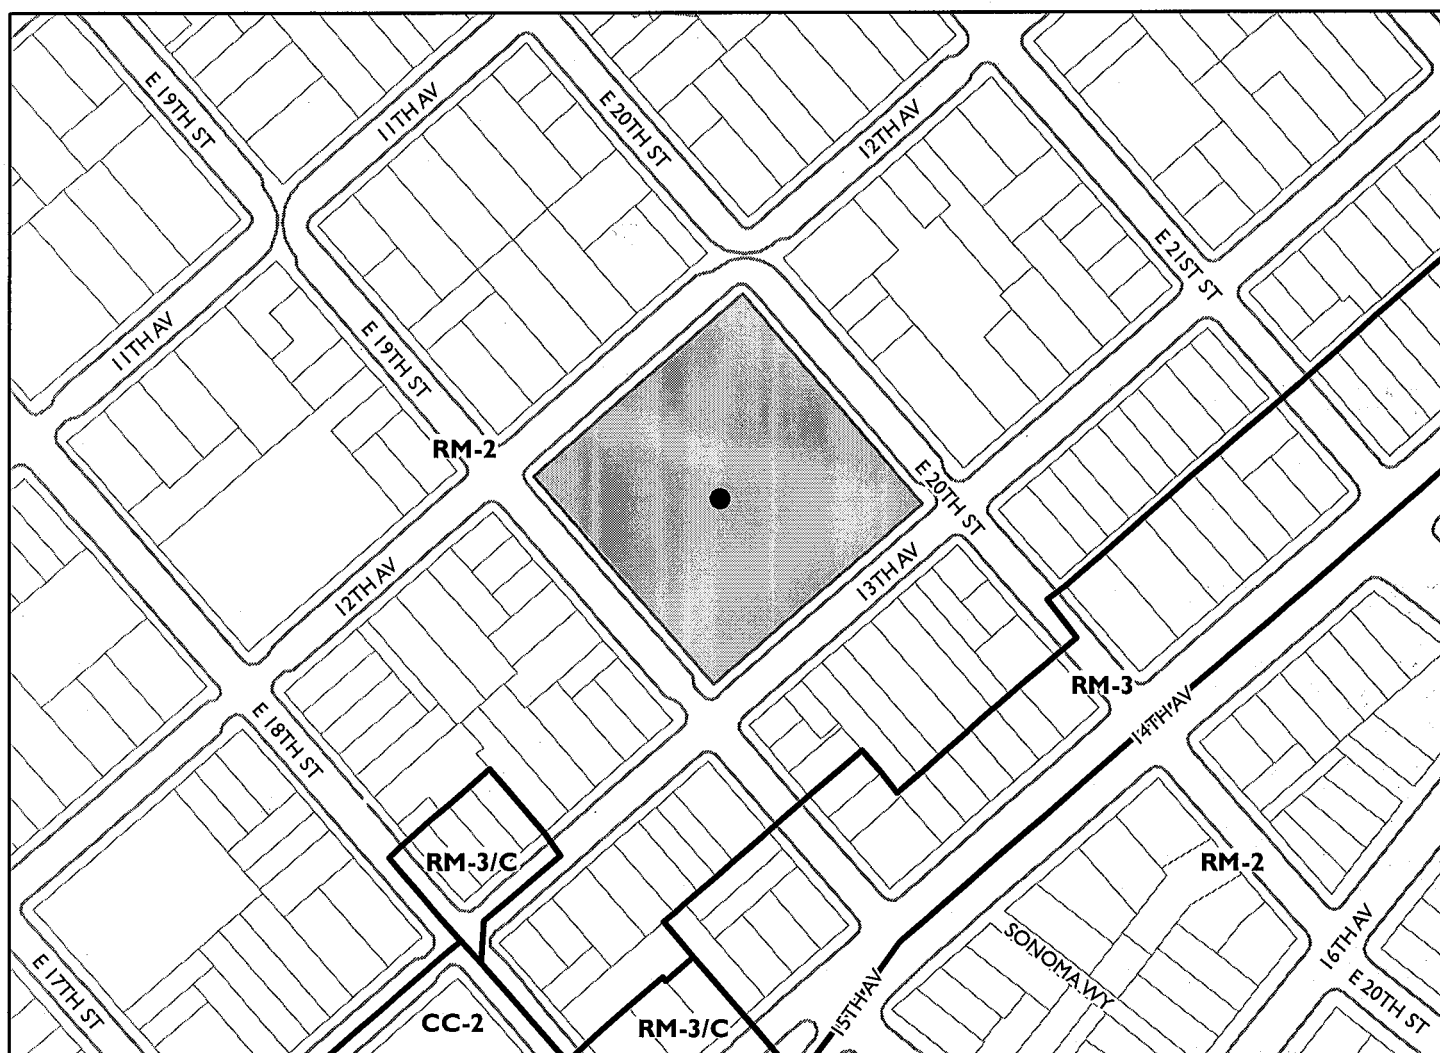 E 19TH ST
11TH AV
E 20TH ST
12TH AV
E 21ST ST
11TH AV
E 19TH ST
RM-2
E 20TH ST
12TH AV
13TH AV
RM-3
14TH AV
E 18TH ST
RM-3/C
RM-2
SONOMA WY
16TH AV
E 17TH ST
15TH AV
E 20TH ST
CC-2
RM-3/C